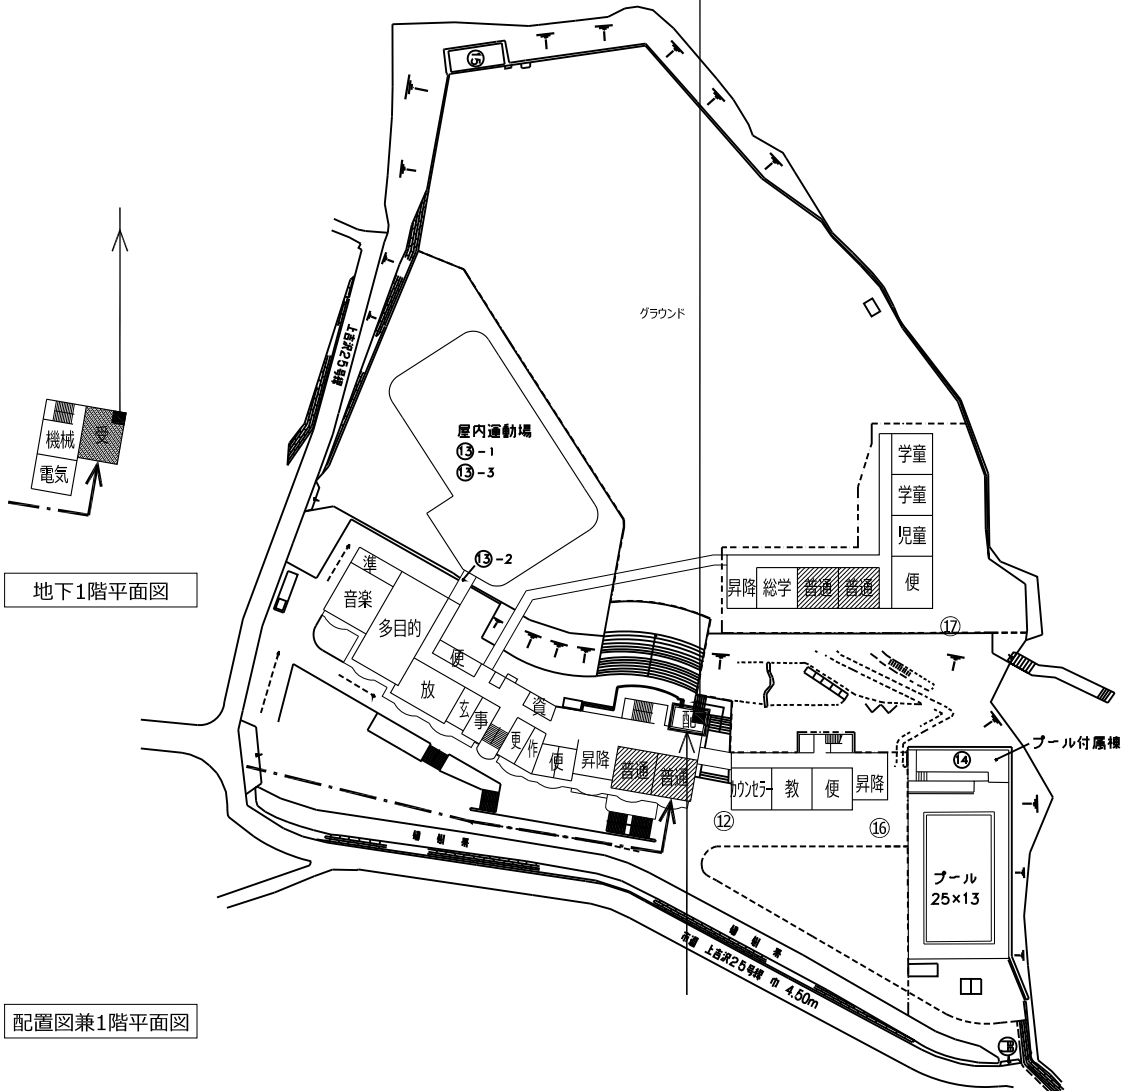 ⑮
グラウンド
上吉沢25号線
屋内運動場
⑬-1
⑬-3
⑬-2
機械
受
電気
地下1階平面図
学童
学童
児童
便
昇降
総学
普通
普通
⑰
準
音楽
多目的
便
放
玄
事
資
配
更
作
便
昇降
普通
普通
カウンセラー
教
便
昇降
⑫
⑯
⑭
プール付属棟
プール
25×13
植樹帯
植樹帯
市道 上吉沢25号線 巾 4.50m
配置図兼1階平面図